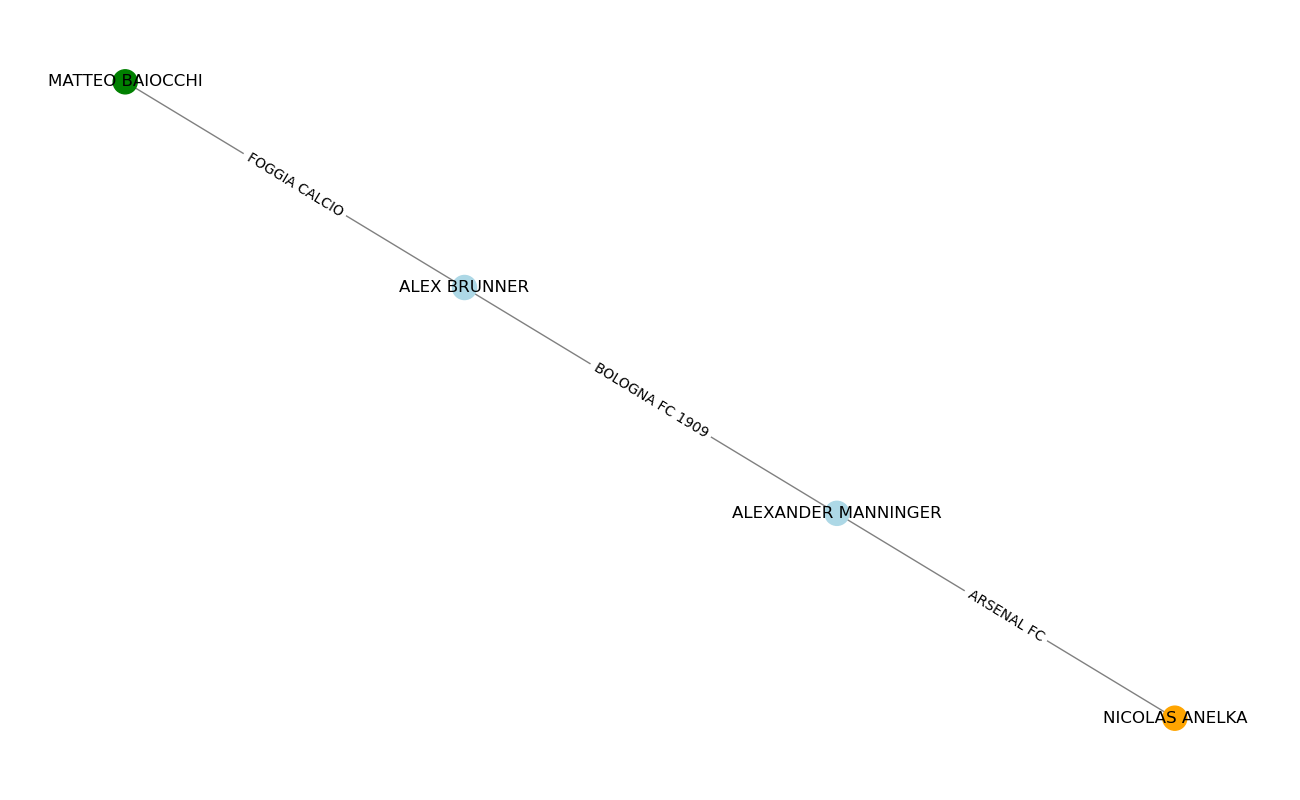 MATTEO BAIOCCHI
FOGGIA CALCIO
ALEX BRUNNER
BOLOGNA FC 1909
ALEXANDER MANNINGER
ARSENAL FC
NICOLAS ANELKA